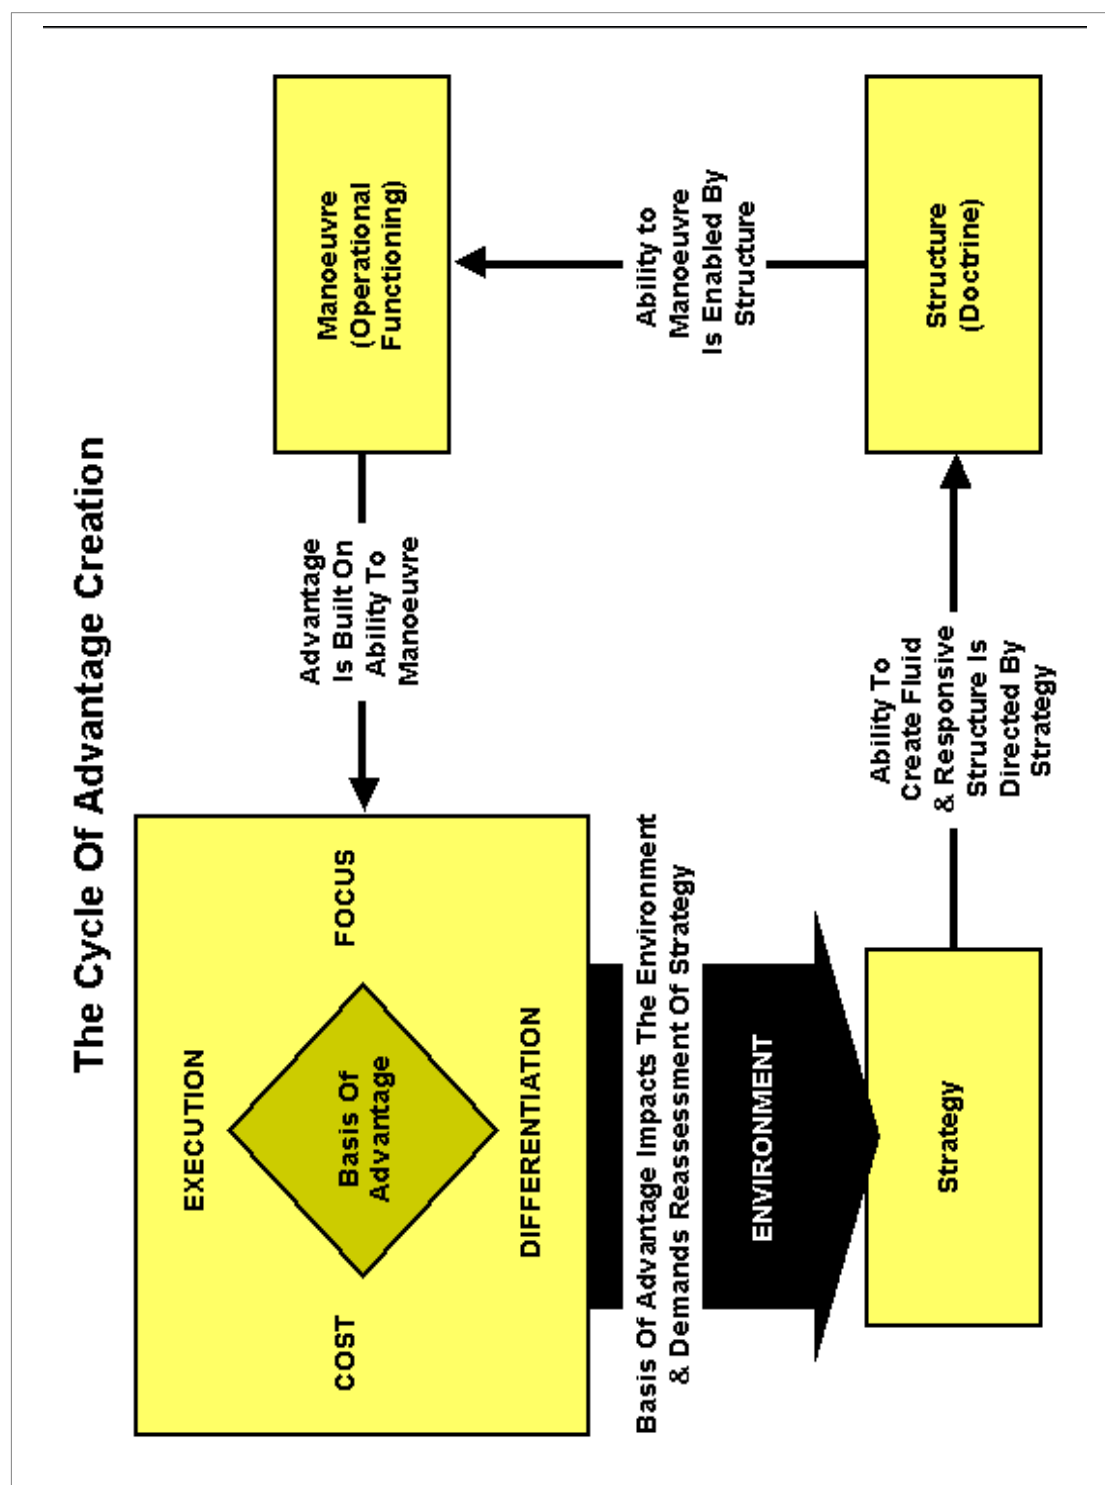 The Cycle Of Advantage Creation
EXECUTION
COST
Basis Of
Advantage
FOCUS
DIFFERENTIATION
Advantage
Is Built On
Ability To
Manoeuvre
Manoeuvre
(Operational
Functioning)
Basis Of Advantage Impacts The Environment
& Demands Reassessment Of Strategy
ENVIRONMENT
Ability to
Manoeuvre
Is Enabled By
Structure
Strategy
Ability To
Create Fluid
& Responsive
Structure Is
Directed By
Strategy
Structure
(Doctrine)